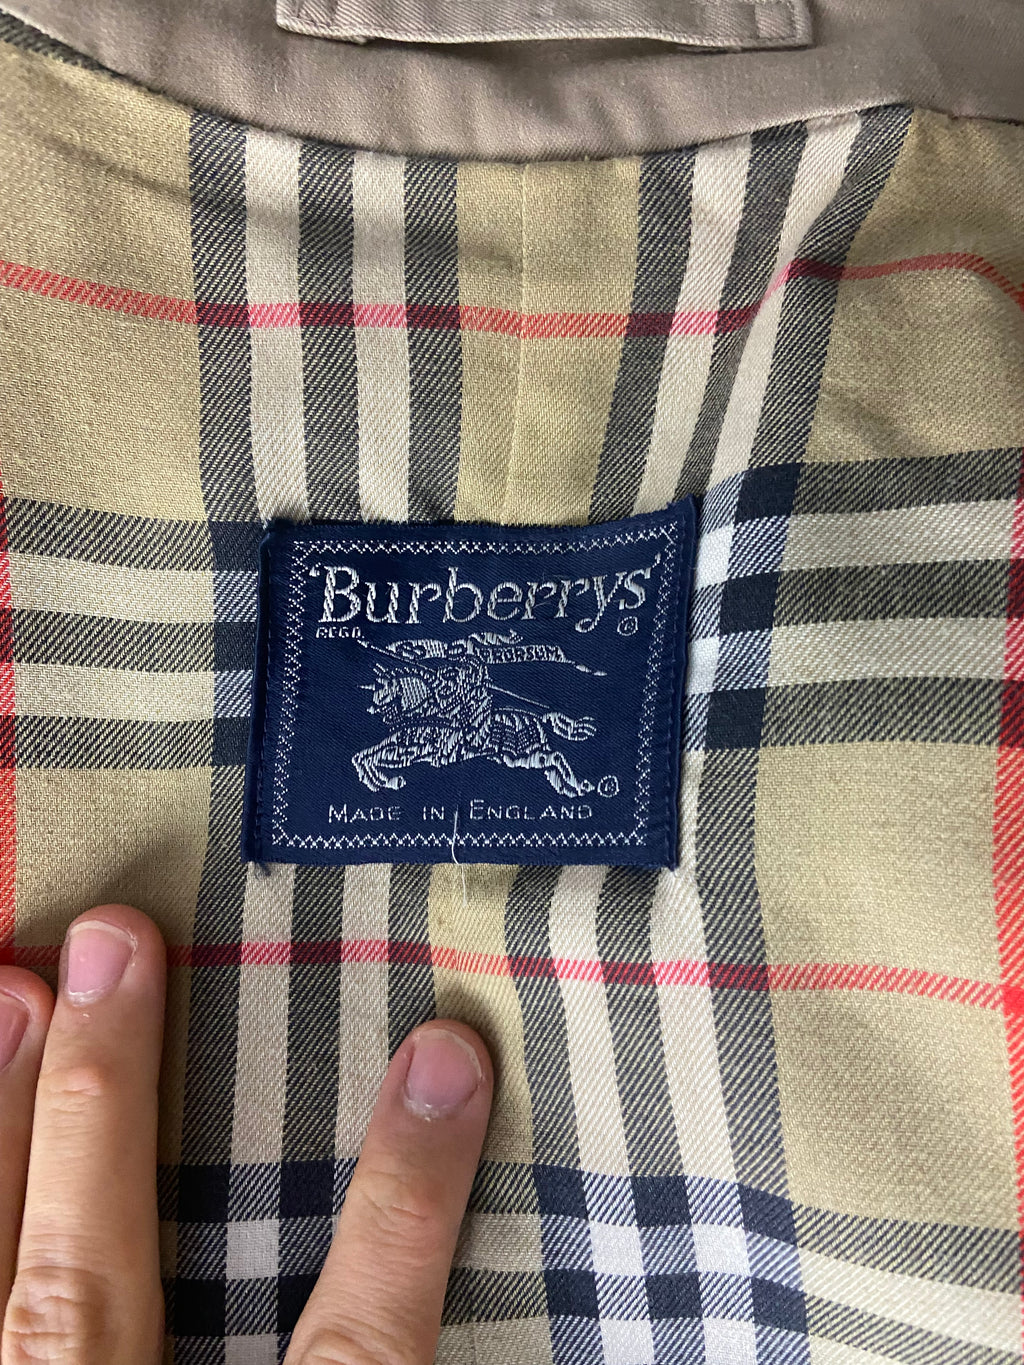 'Burberrys'
REGD.
PRORSUM
®
®
MADE IN ENGLAND